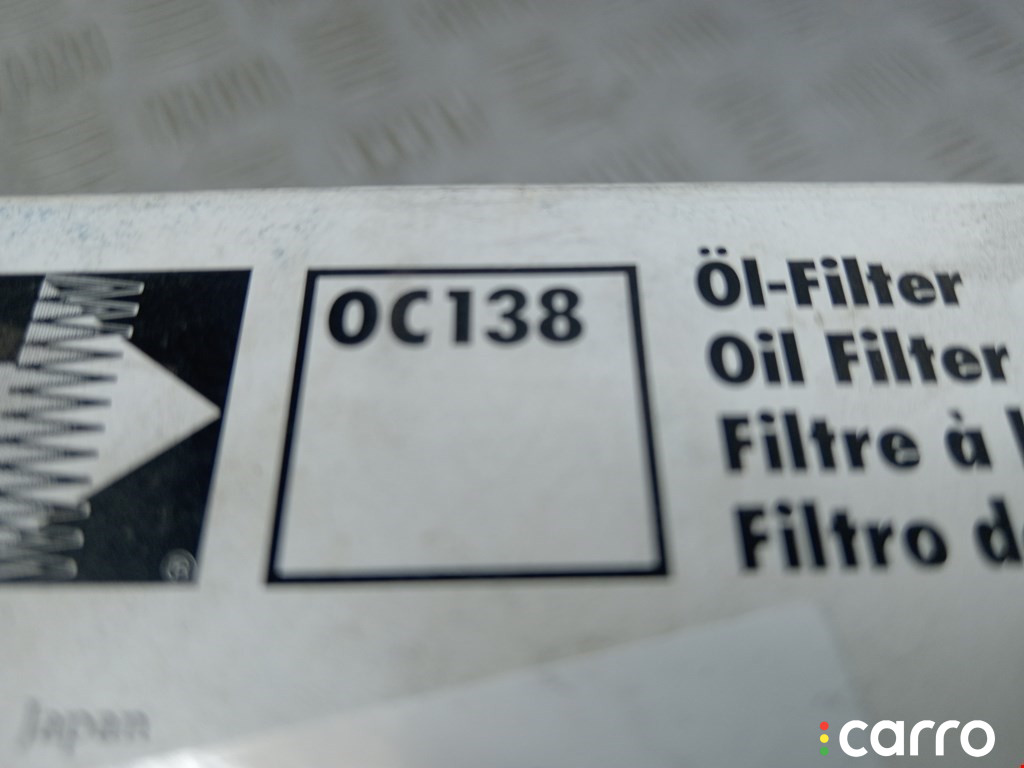 OC138
Öl-Filter
Oil Filter
Filtre à
Filtro
Japan
®
carro